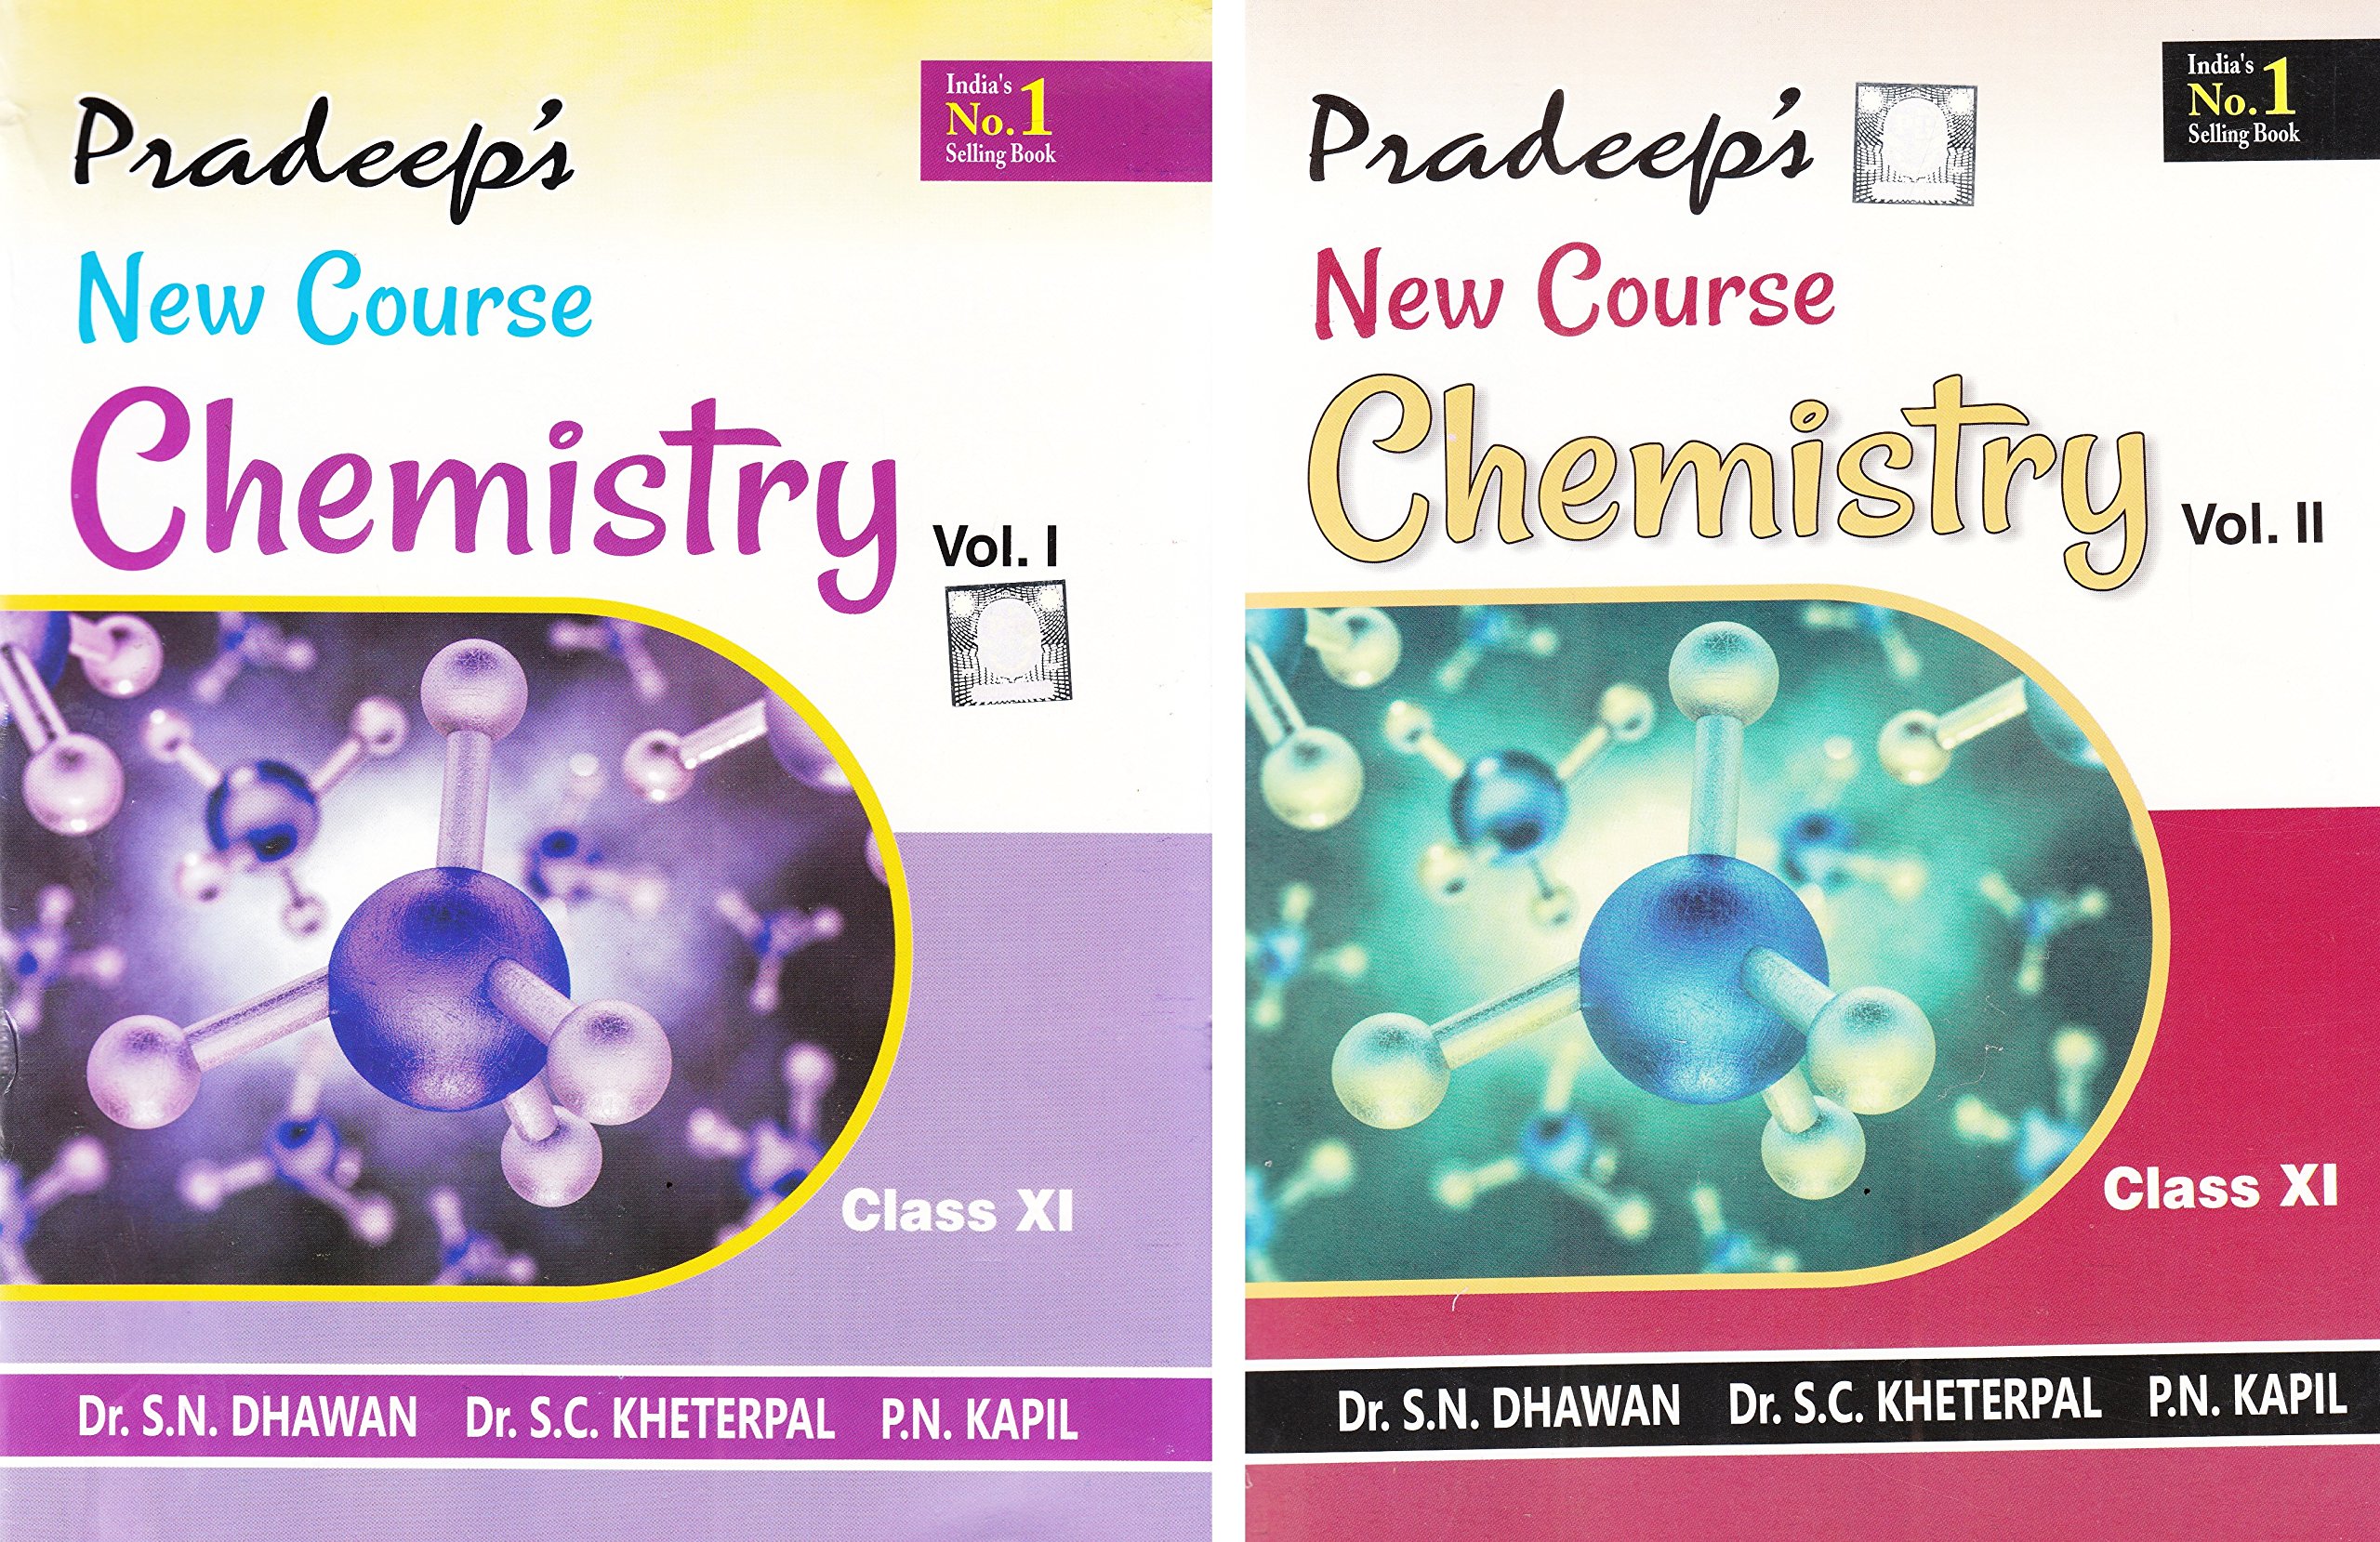 India's
No.1
Selling Book
Pradeep's
New Course
Chemistry
Vol. I
Class XI
Dr. S.N. DHAWAN Dr. S.C. KHETERPAL P.N. KAPIL
India's
No.1
Selling Book
Pradeep's
New Course
Chemistry
Vol. II
Class XI
Dr. S.N. DHAWAN Dr. S.C. KHETERPAL P.N. KAPIL